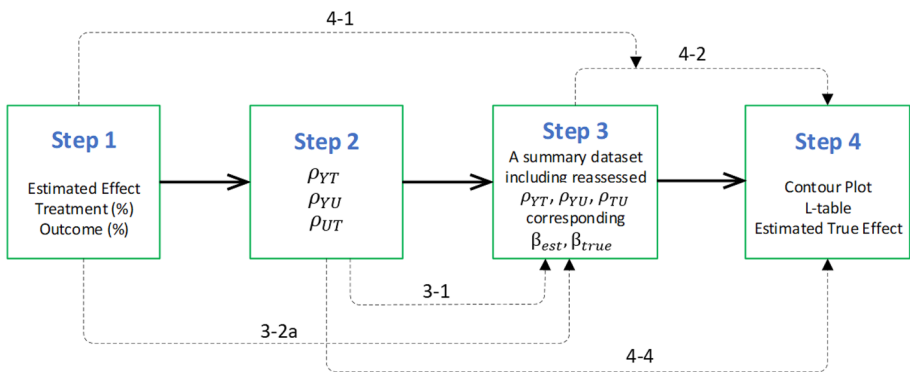 4-1
4-2
Step 1
Estimated Effect
Treatment (%)
Outcome (%)
Step 2
ρ_YT
ρ_YU
ρ_UT
Step 3
A summary dataset
including reassessed
ρ_YT, ρ_YU, ρ_TU
corresponding
β_est, β_true
Step 4
Contour Plot
L-table
Estimated True Effect
3-1
3-2a
4-4